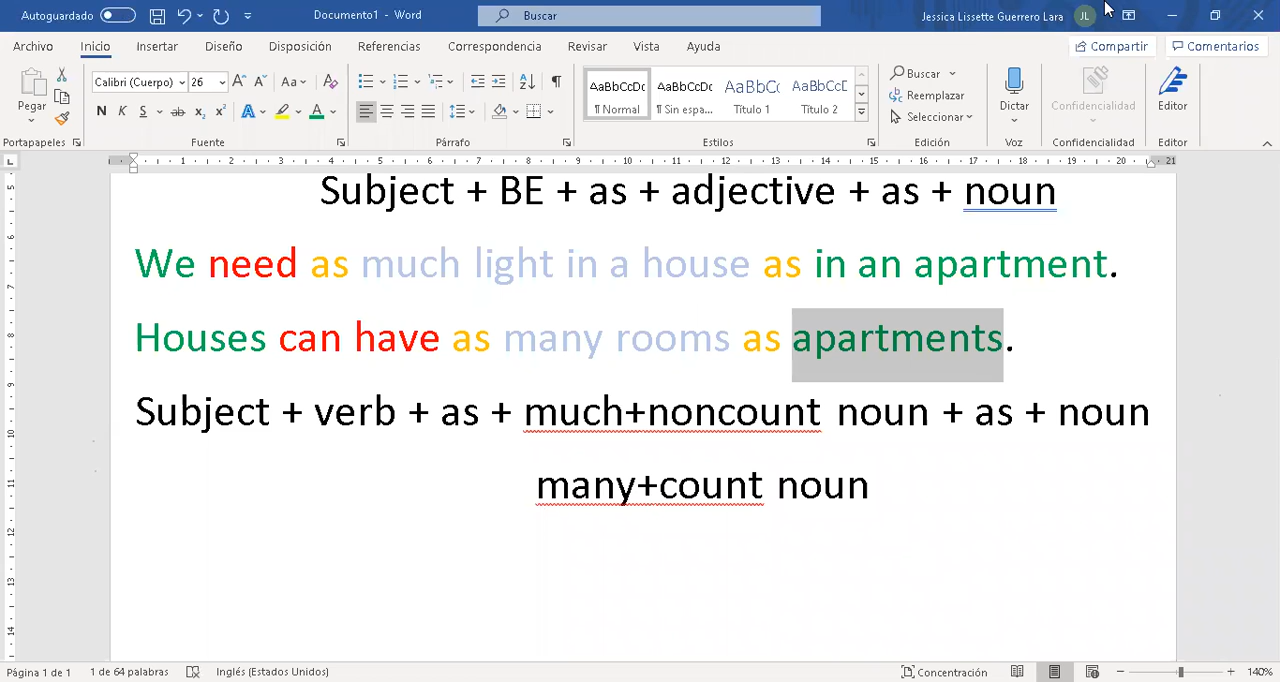 Autoguardado
Documento1 - Word
Buscar
Jessica Lissette Guerrero Lara
JL
Archivo Inicio Insertar Diseño Disposición Referencias Correspondencia Revisar Vista Ayuda
Compartir
Comentarios
Pegar
Portapapeles
Calibri (Cuerpo) 26
N K S ab x₂ x²
Fuente
Párrafo
AaBbCcDc AaBbCcDc AaBbCc AaBbCcD
¶ Normal ¶ Sin espa... Título 1 Título 2
Estilos
Buscar
Reemplazar
Seleccionar
Edición
Dictar
Voz
Confidencialidad
Confidencialidad
Editor
Editor
Subject + BE + as + adjective + as + noun
We need as much light in a house as in an apartment.
Houses can have as many rooms as apartments.
Subject + verb + as + much+noncount noun + as + noun
many+count noun
Página 1 de 1 1 de 64 palabras Inglés (Estados Unidos)
Concentración
140%